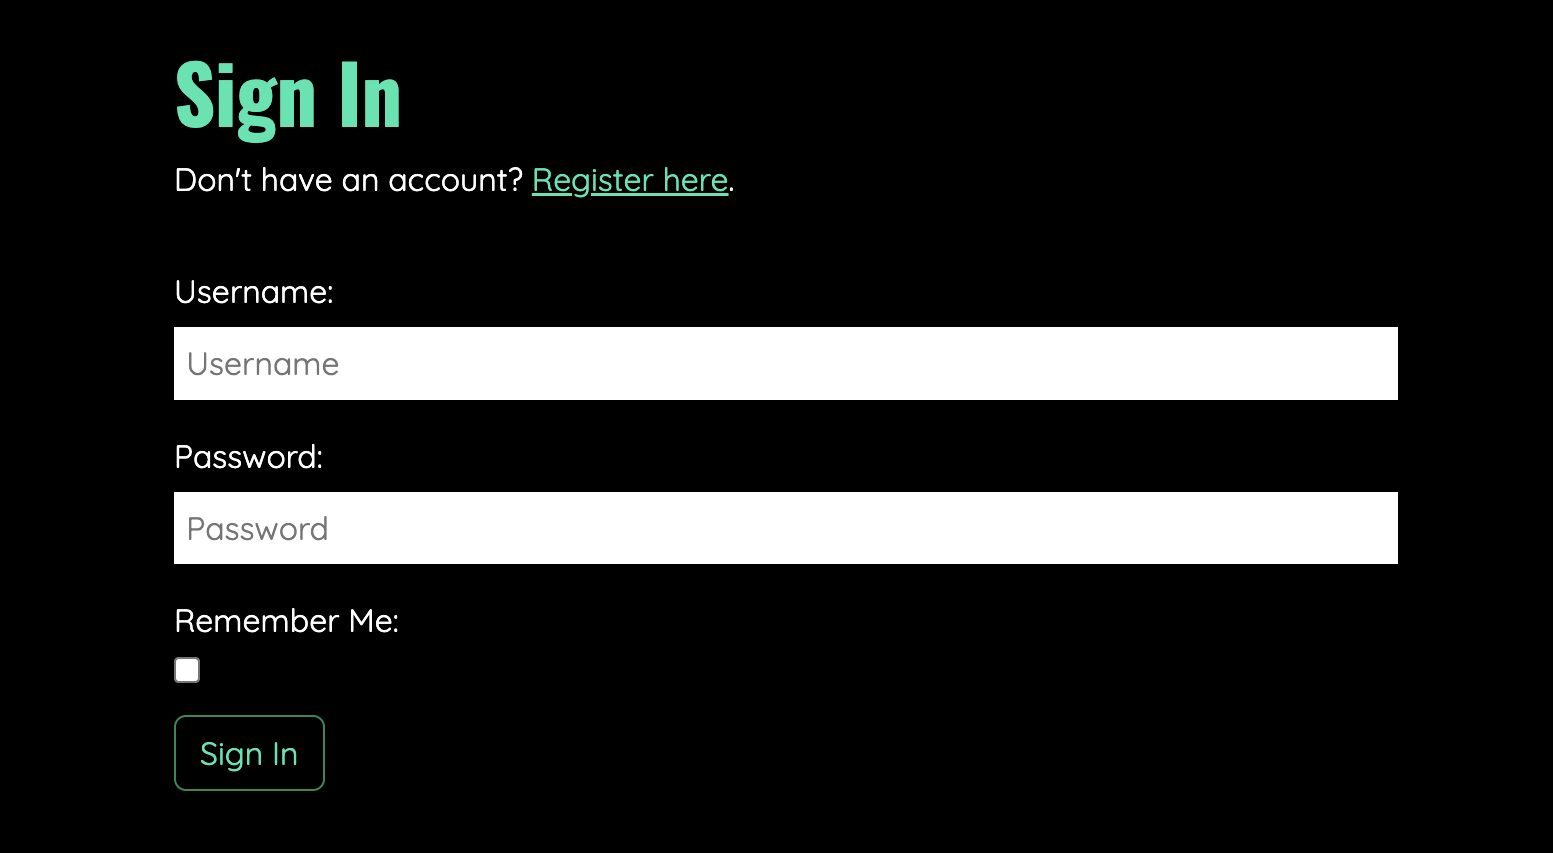 Sign In
Don't have an account? Register here.
Username:
Username
Password:
Password
Remember Me:
Sign In